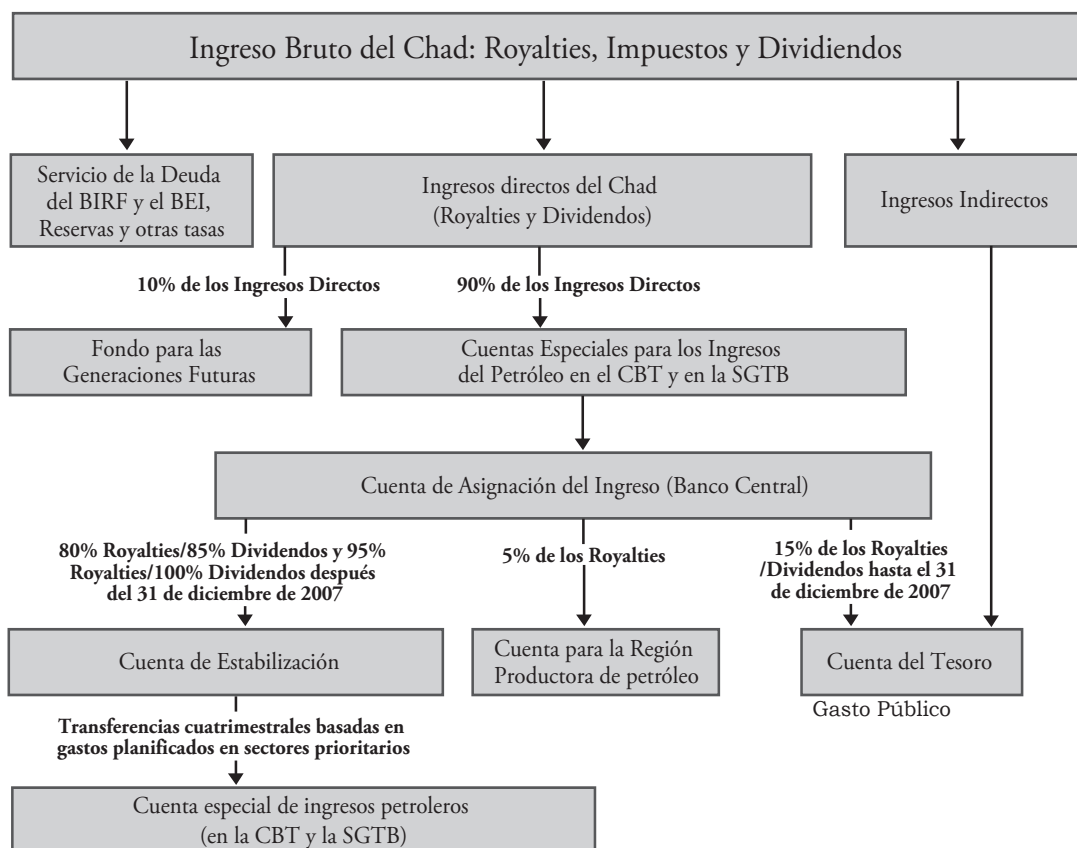 Ingreso Bruto del Chad: Royalties, Impuestos y Dividiendos
Servicio de la Deuda
del BIRF y el BEI,
Reservas y otras tasas
Ingresos directos del Chad
(Royalties y Dividendos)
Ingresos Indirectos
10% de los Ingresos Directos
90% de los Ingresos Directos
Fondo para las
Generaciones Futuras
Cuentas Especiales para los Ingresos
del Petróleo en el CBT y en la SGTB
Cuenta de Asignación del Ingreso (Banco Central)
80% Royalties/85% Dividendos y 95%
Royalties/100% Dividendos después
del 31 de diciembre de 2007
5% de los Royalties
15% de los Royalties
/Dividendos hasta el 31
de diciembre de 2007
Cuenta de Estabilización
Cuenta para la Región
Productora de petróleo
Cuenta del Tesoro
Gasto Público
Transferencias cuatrimestrales basadas en
gastos planificados en sectores prioritarios
Cuenta especial de ingresos petroleros
(en la CBT y la SGTB)